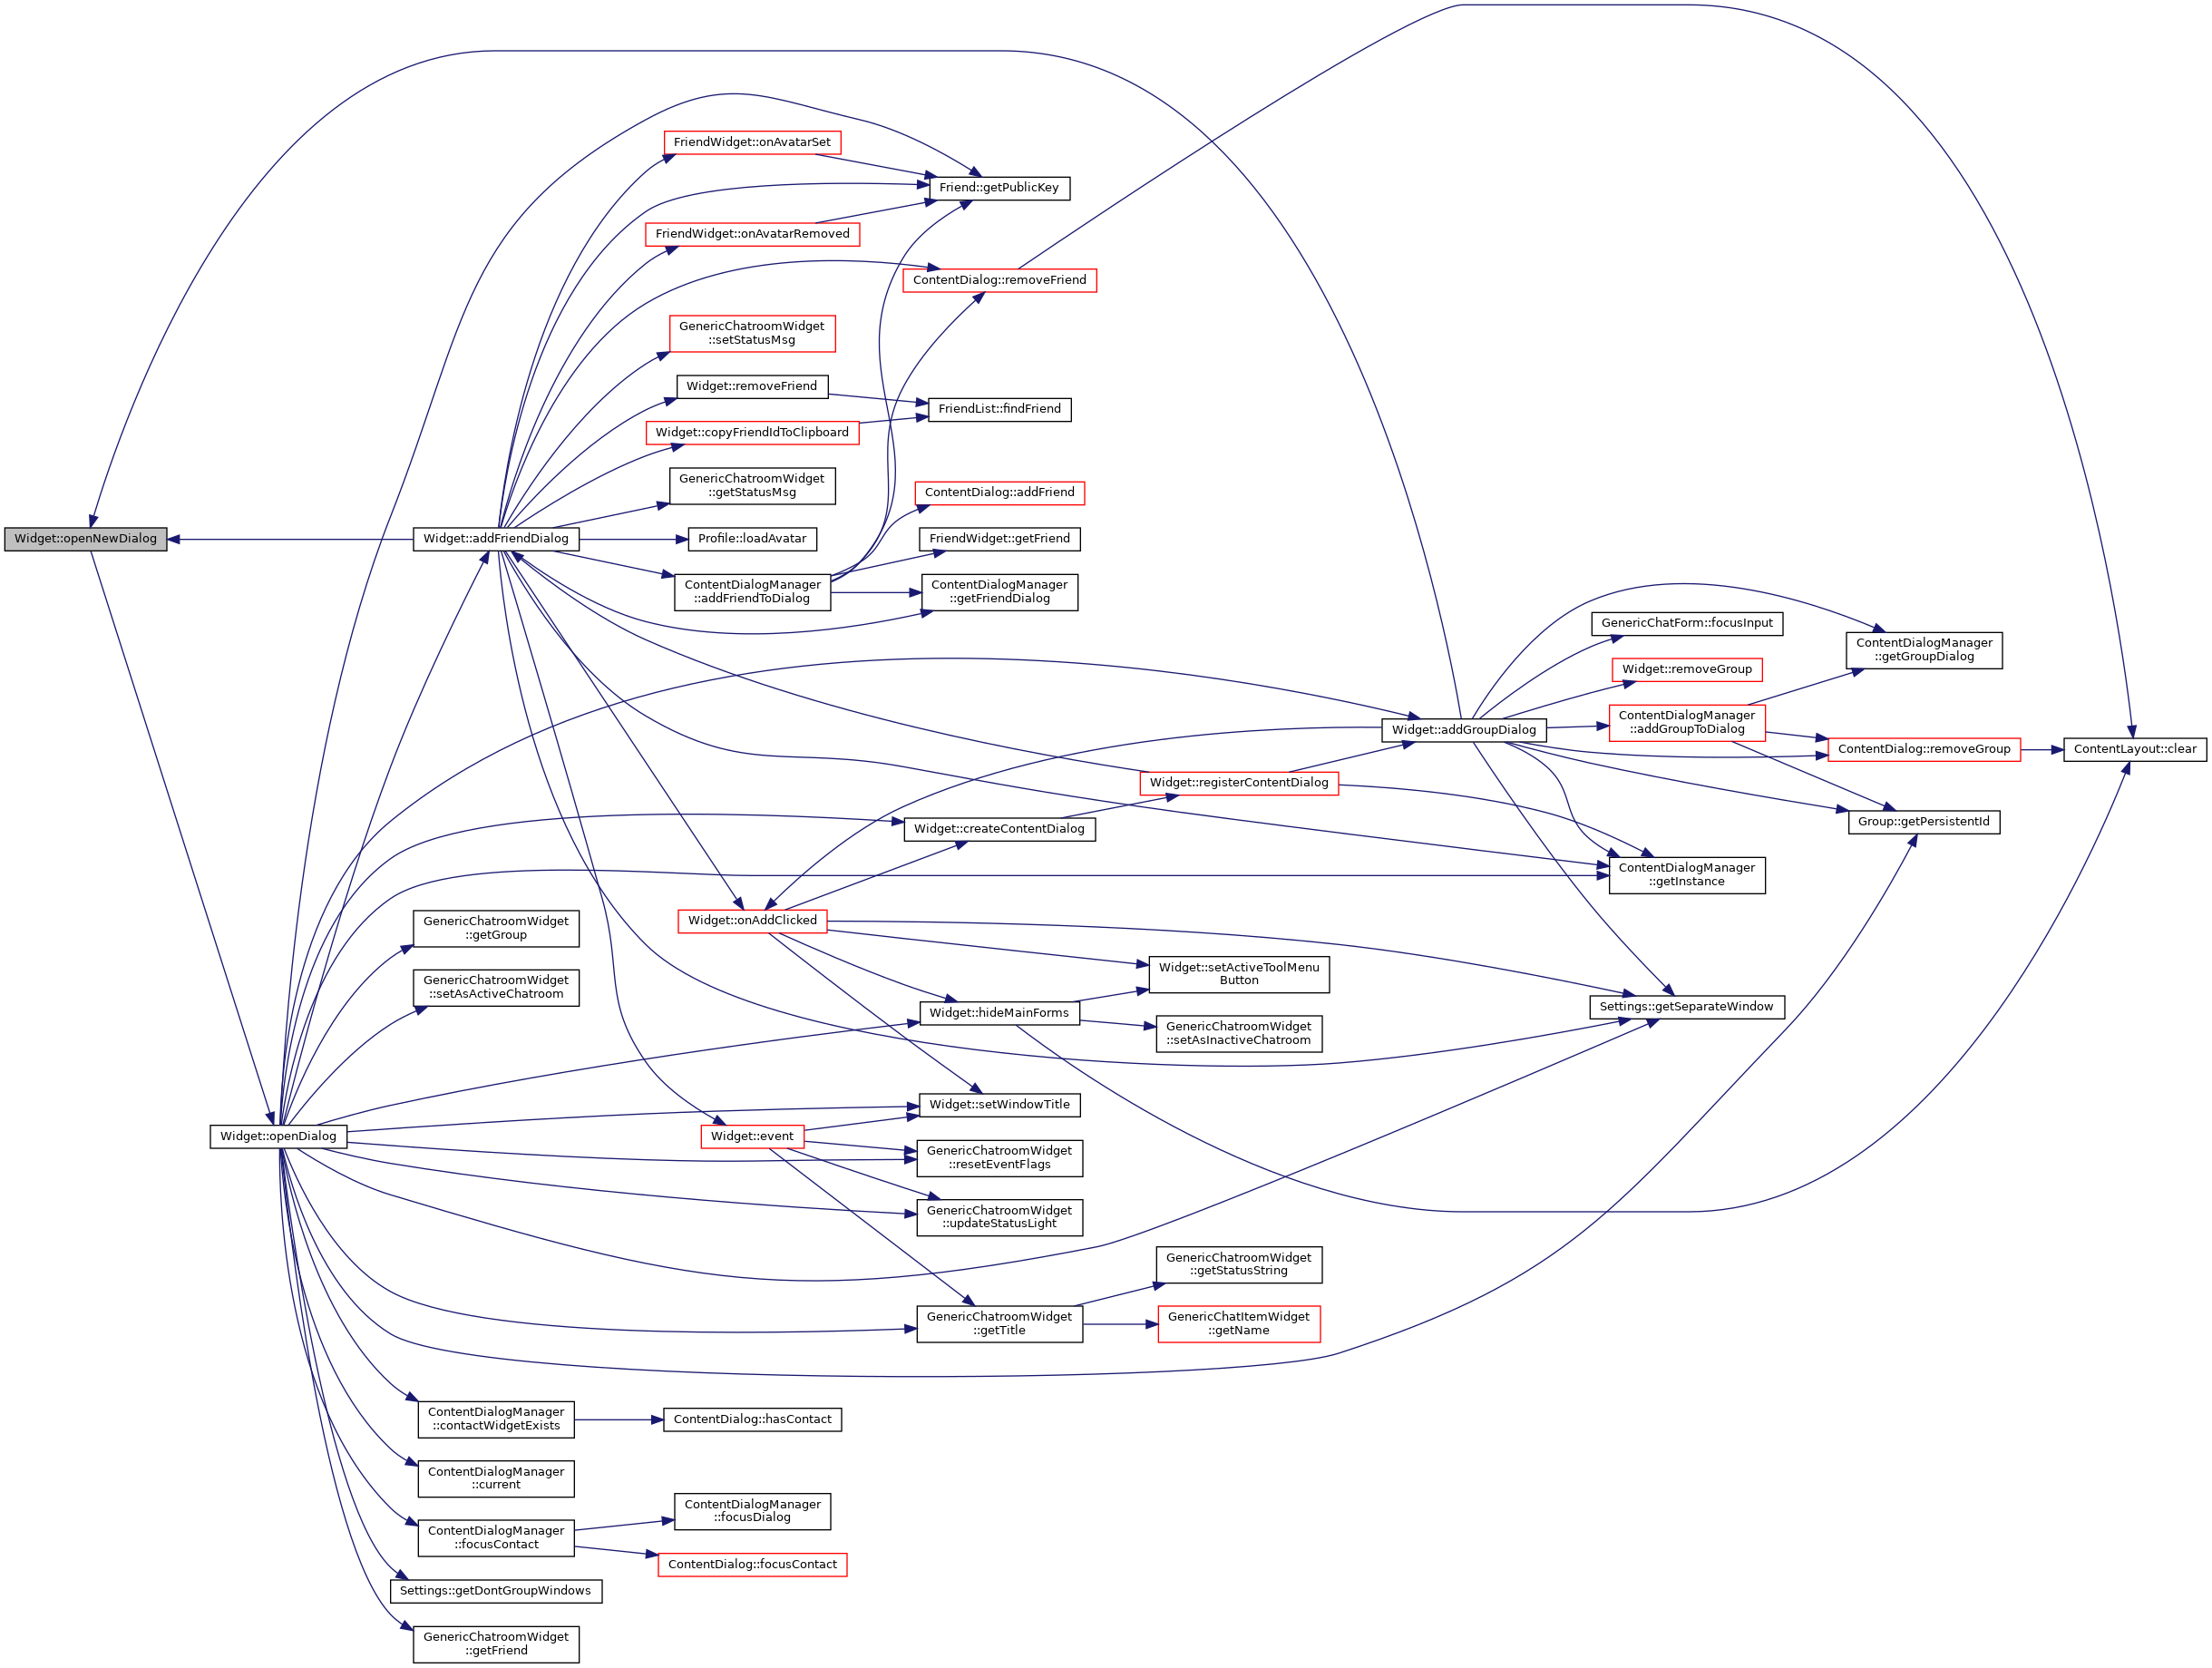 FriendWidget::onAvatarSet
Friend::getPublicKey
FriendWidget::onAvatarRemoved
ContentDialog::removeFriend
GenericChatroomWidget
::setStatusMsg
Widget::removeFriend
FriendList::findFriend
Widget::copyFriendIdToClipboard
GenericChatroomWidget
::getStatusMsg
ContentDialog::addFriend
Widget::openNewDialog
Widget::addFriendDialog
Profile::loadAvatar
FriendWidget::getFriend
ContentDialogManager
::addFriendToDialog
ContentDialogManager
::getFriendDialog
GenericChatForm::focusInput
ContentDialogManager
::getGroupDialog
Widget::removeGroup
Widget::addGroupDialog
ContentDialogManager
::addGroupToDialog
ContentDialog::removeGroup
ContentLayout::clear
Widget::registerContentDialog
Widget::createContentDialog
Group::getPersistentId
ContentDialogManager
::getInstance
GenericChatroomWidget
::getGroup
Widget::onAddClicked
GenericChatroomWidget
::setAsActiveChatroom
Widget::setActiveToolMenu
Button
Widget::hideMainForms
Settings::getSeparateWindow
GenericChatroomWidget
::setAsInactiveChatroom
Widget::setWindowTitle
Widget::openDialog
Widget::event
GenericChatroomWidget
::resetEventFlags
GenericChatroomWidget
::updateStatusLight
GenericChatroomWidget
::getStatusString
GenericChatroomWidget
::getTitle
GenericChatItemWidget
::getName
ContentDialogManager
::contactWidgetExists
ContentDialog::hasContact
ContentDialogManager
::current
ContentDialogManager
::focusDialog
ContentDialogManager
::focusContact
ContentDialog::focusContact
Settings::getDontGroupWindows
GenericChatroomWidget
::getFriend